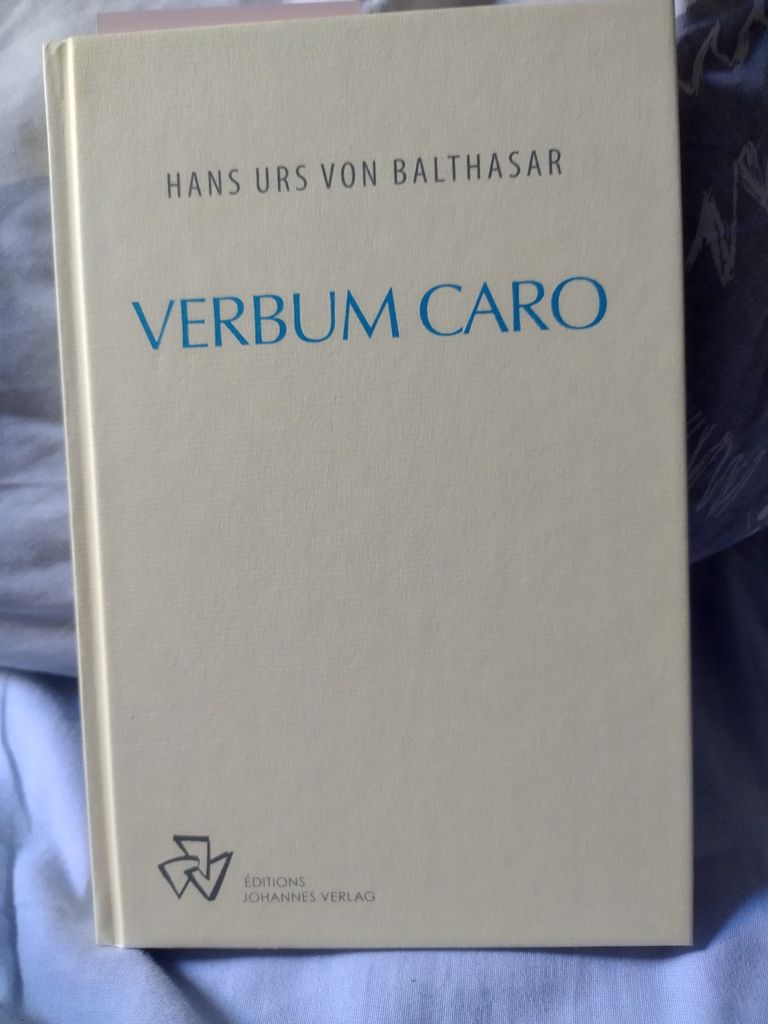 HANS URS VON BALTHASAR
VERBUM CARO
ÉDITIONS
JOHANNES VERLAG